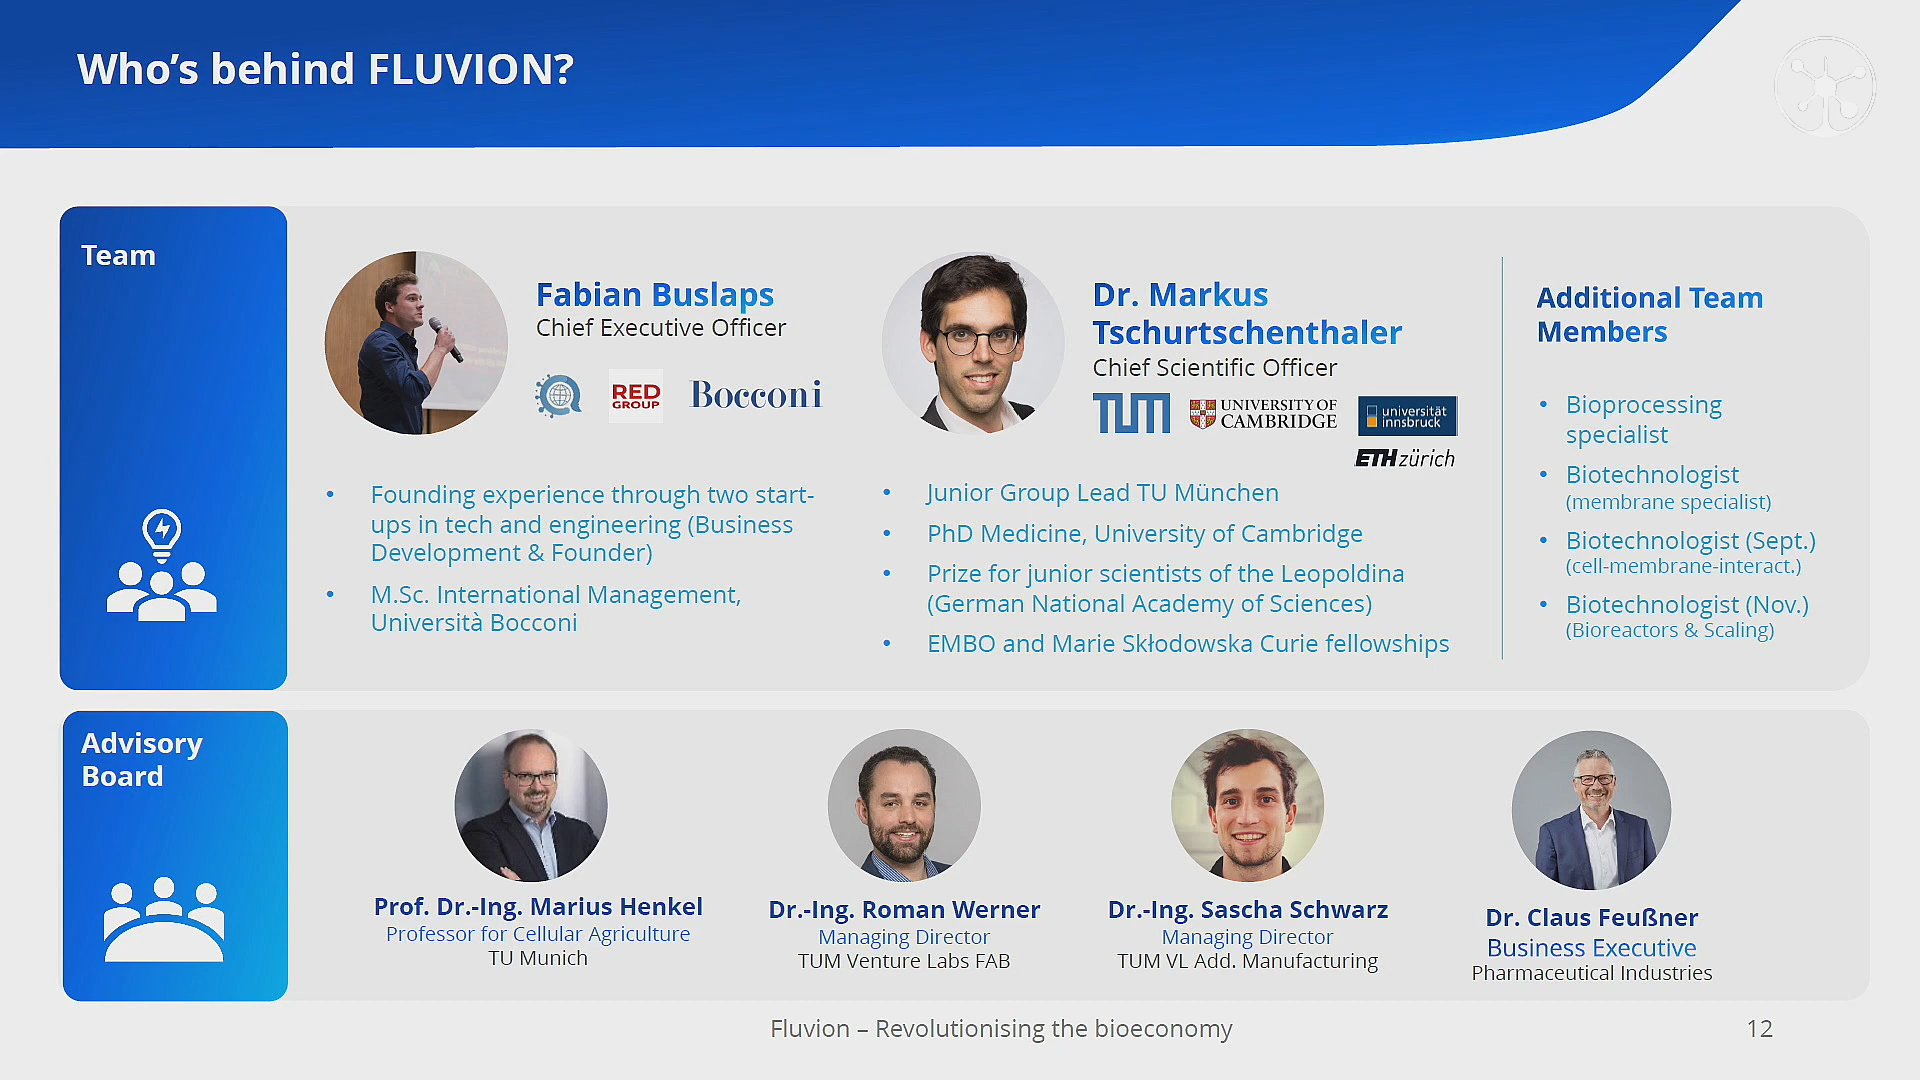 Who's behind FLUVION?
Team
Fabian Buslaps
Chief Executive Officer
RED
GROUP
Bocconi
Founding experience through two start-
ups in tech and engineering (Business
Development & Founder)
M.Sc. International Management,
Università Bocconi
Dr. Markus
Tschurtschenthaler
Chief Scientific Officer
TUM
UNIVERSITY OF
CAMBRIDGE
universität
innsbruck
ETH zürich
Junior Group Lead TU München
PhD Medicine, University of Cambridge
Prize for junior scientists of the Leopoldina
(German National Academy of Sciences)
EMBO and Marie Skłodowska Curie fellowships
Additional Team
Members
Bioprocessing
specialist
Biotechnologist
(membrane specialist)
Biotechnologist (Sept.)
(cell-membrane-interact.)
Biotechnologist (Nov.)
(Bioreactors & Scaling)
Advisory
Board
Prof. Dr.-Ing. Marius Henkel
Professor for Cellular Agriculture
TU Munich
Dr.-Ing. Roman Werner
Managing Director
TUM Venture Labs FAB
Dr.-Ing. Sascha Schwarz
Managing Director
TUM VL Add. Manufacturing
Dr. Claus Feußner
Business Executive
Pharmaceutical Industries
Fluvion – Revolutionising the bioeconomy
12